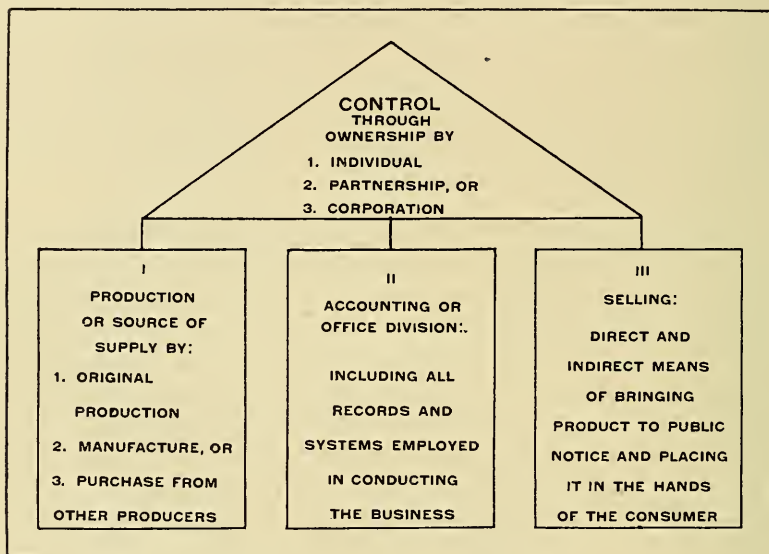 CONTROL
THROUGH
OWNERSHIP BY
1. INDIVIDUAL
2. PARTNERSHIP, OR
3. CORPORATION
I
PRODUCTION
OR SOURCE OF
SUPPLY BY:
1. ORIGINAL
PRODUCTION
2. MANUFACTURE, OR
3. PURCHASE FROM
OTHER PRODUCERS
II
ACCOUNTING OR
OFFICE DIVISION:.
INCLUDING ALL
RECORDS AND
SYSTEMS EMPLOYED
IN CONDUCTING
THE BUSINESS
III
SELLING:
DIRECT AND
INDIRECT MEANS
OF BRINGING
PRODUCT TO PUBLIC
NOTICE AND PLACING
IT IN THE HANDS
OF THE CONSUMER